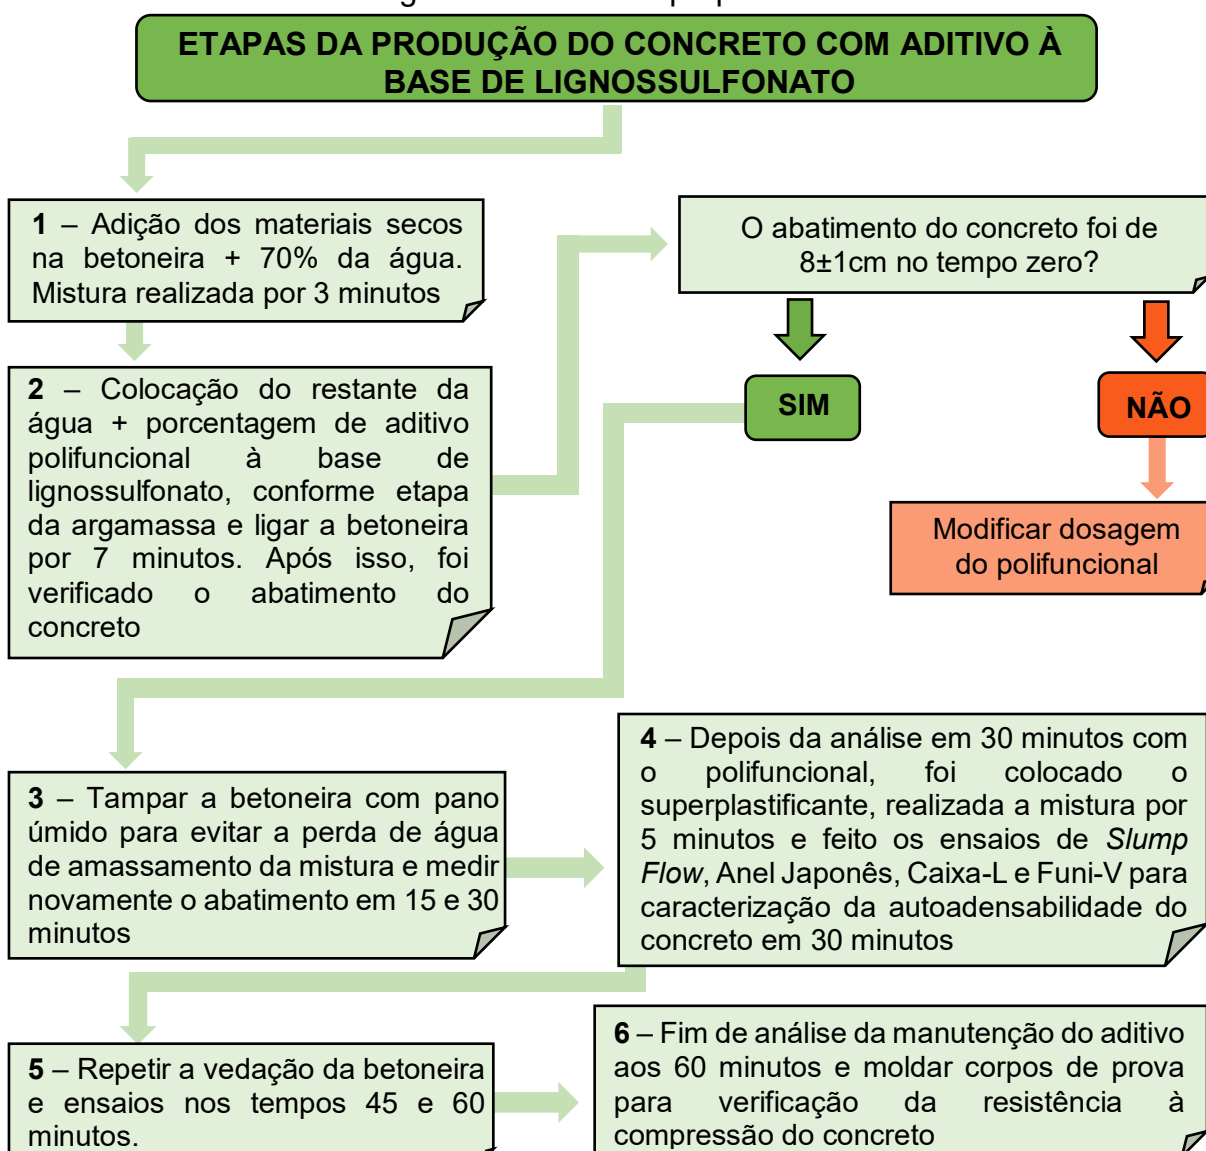 ETAPAS DA PRODUÇÃO DO CONCRETO COM ADITIVO À
BASE DE LIGNOSSULFONATO
1 – Adição dos materiais secos
na betoneira + 70% da água.
Mistura realizada por 3 minutos
O abatimento do concreto foi de
8±1cm no tempo zero?
2 – Colocação do restante da
água + porcentagem de aditivo
polifuncional à base de
lignossulfonato, conforme etapa
da argamassa e ligar a betoneira
por 7 minutos. Após isso, foi
verificado o abatimento do
concreto
SIM
NÃO
Modificar dosagem
do polifuncional
3 – Tampar a betoneira com pano
úmido para evitar a perda de água
de amassamento da mistura e medir
novamente o abatimento em 15 e 30
minutos
4 – Depois da análise em 30 minutos com
o polifuncional, foi colocado o
superplastificante, realizada a mistura por
5 minutos e feito os ensaios de Slump
Flow, Anel Japonês, Caixa-L e Funi-V para
caracterização da autoadensabilidade do
concreto em 30 minutos
5 – Repetir a vedação da betoneira
e ensaios nos tempos 45 e 60
minutos.
6 – Fim de análise da manutenção do aditivo
aos 60 minutos e moldar corpos de prova
para verificação da resistência à
compressão do concreto